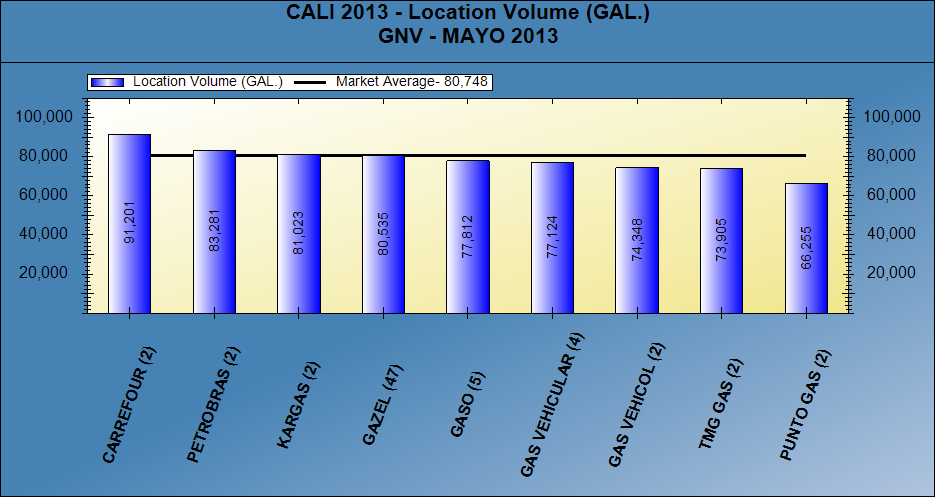 CALI 2013 - Location Volume (GAL.)
GNV - MAYO 2013
Location Volume (GAL.) Market Average- 80,748
100,000
80,000
60,000
40,000
20,000
100,000
80,000
60,000
40,000
20,000
91,201
83,281
81,023
80,535
77,812
77,124
74,348
73,905
66,255
CARREFOUR (2)
PETROBRAS (2)
KARGAS (2)
GAZEL (47)
GASO (5)
GAS VEHICULAR (4)
GAS VEHICOL (2)
TMG GAS (2)
PUNTO GAS (2)